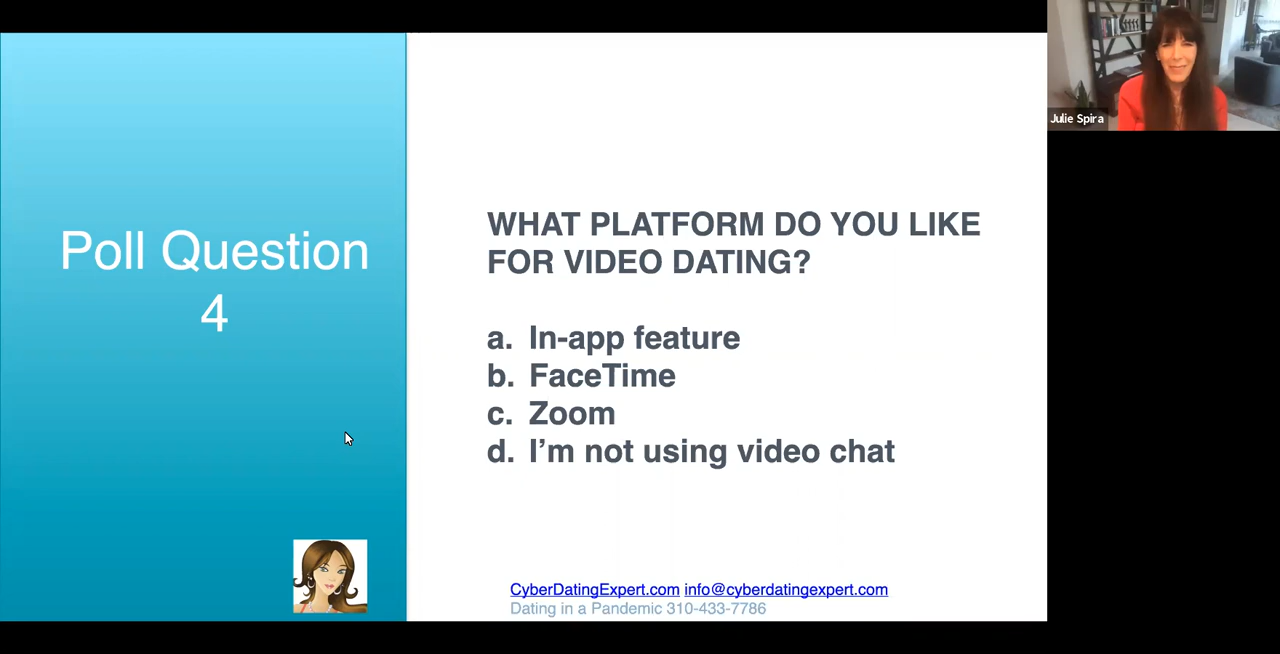 Julie Spira
Poll Question
4
WHAT PLATFORM DO YOU LIKE
FOR VIDEO DATING?
a. In-app feature
b. FaceTime
c. Zoom
d. I’m not using video chat
CyberDatingExpert.com info@cyberdatingexpert.com
Dating in a Pandemic 310-433-7786